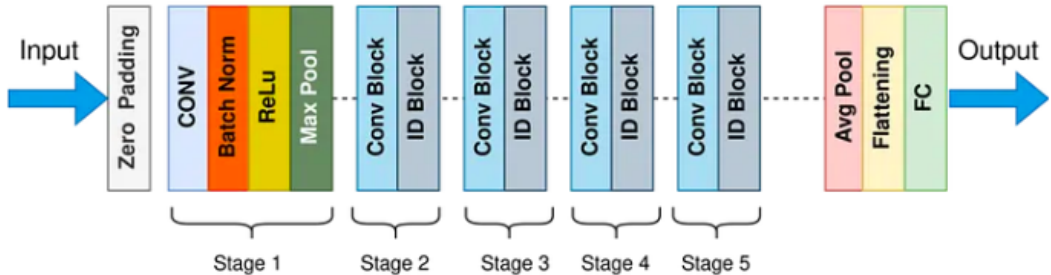 Input
Zero Padding
CONV
Batch Norm
ReLu
Max Pool
Conv Block
ID Block
Conv Block
ID Block
Conv Block
ID Block
Conv Block
ID Block
Avg Pool
Flattening
FC
Output
Stage 1
Stage 2
Stage 3
Stage 4
Stage 5